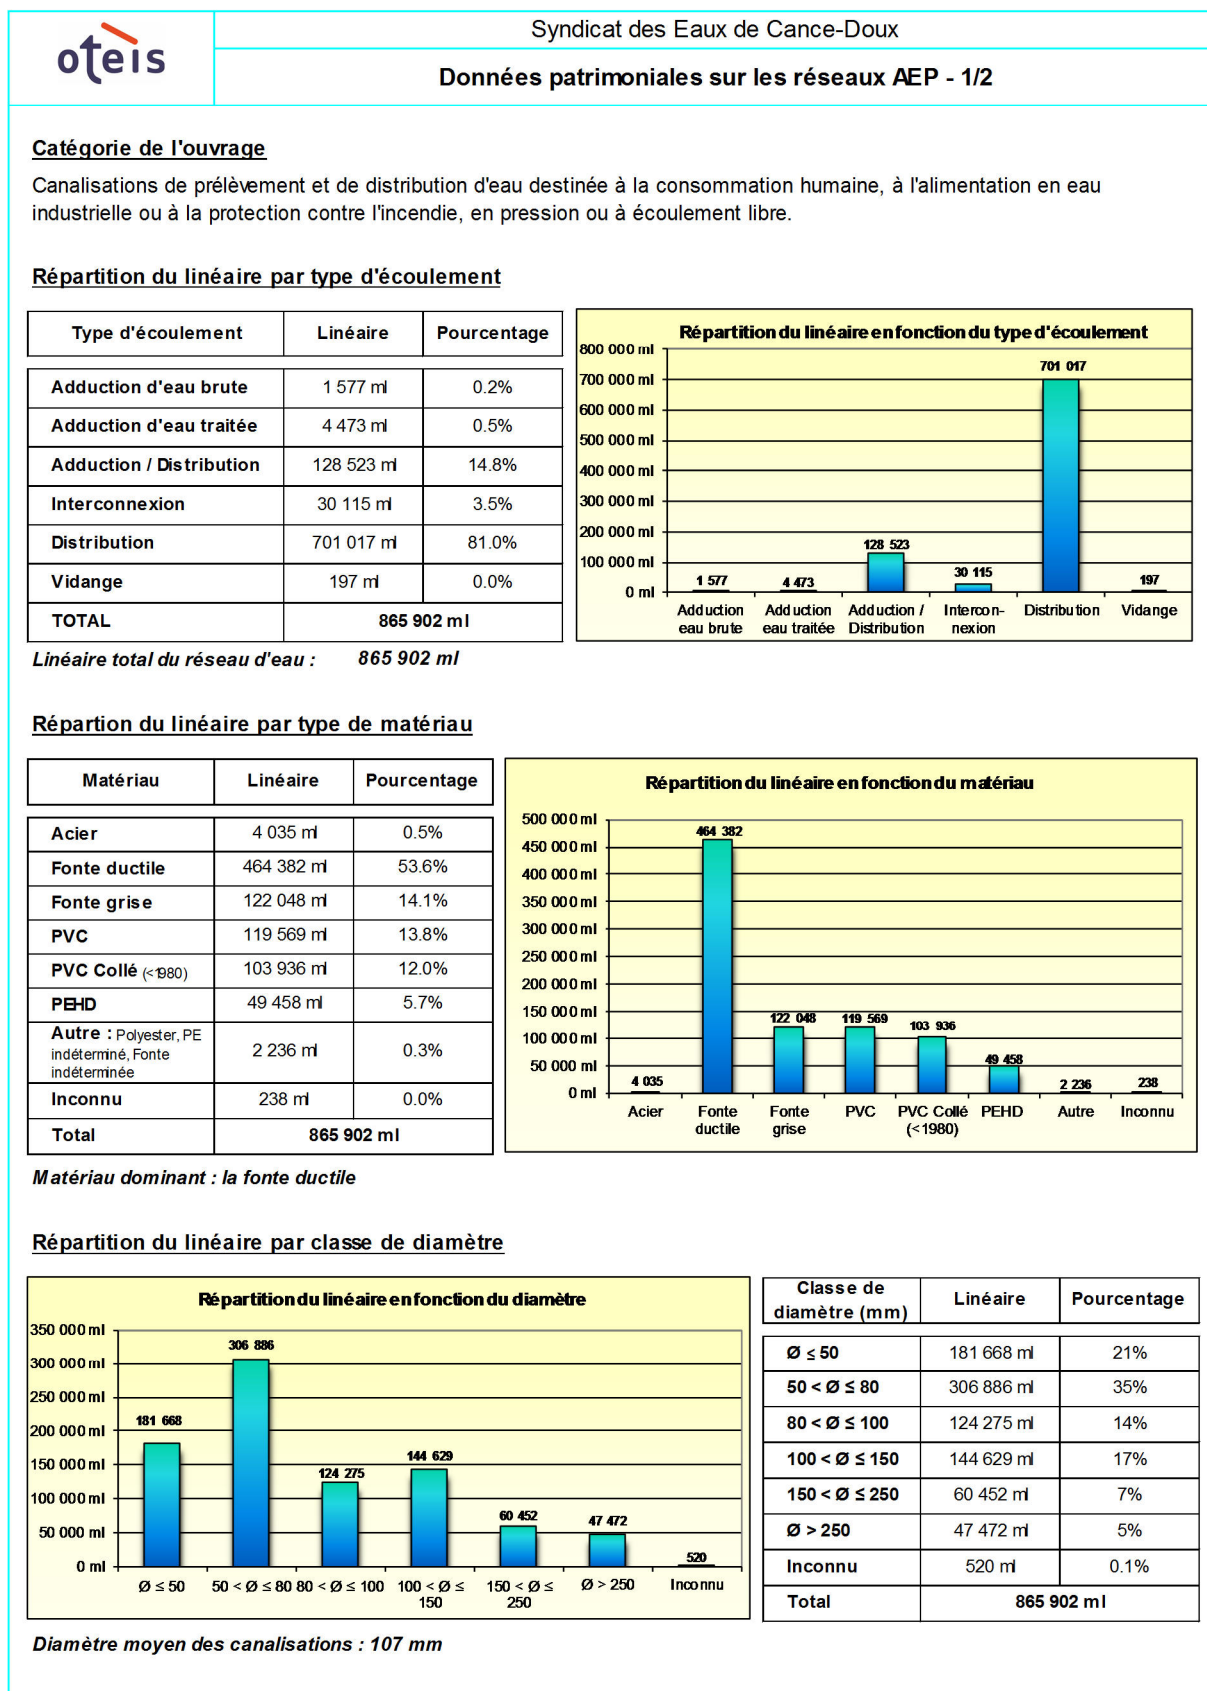 oteis
Syndicat des Eaux de Cance-Doux
Données patrimoniales sur les réseaux AEP - 1/2
Catégorie de l'ouvrage
Canalisations de prélèvement et de distribution d'eau destinée à la consommation humaine, à l'alimentation en eau
industrielle ou à la protection contre l'incendie, en pression ou à écoulement libre.
Répartition du linéaire par type d'écoulement
Type d'écoulement Linéaire Pourcentage
Adduction d'eau brute 1 577 ml 0.2%
Adduction d'eau traitée 4 473 ml 0.5%
Adduction / Distribution 128 523 ml 14.8%
Interconnexion 30 115 ml 3.5%
Distribution 701 017 ml 81.0%
Vidange 197 ml 0.0%
TOTAL 865 902 ml
Répartition du linéaire en fonction du type d'écoulement
800 000 ml
700 000 ml
600 000 ml
500 000 ml
400 000 ml
300 000 ml
200 000 ml
100 000 ml
0 ml
1 577 4 473 128 523 30 115 701 017 197
Adduction Adduction Adduction / Intercon- Distribution Vidange
eau brute eau traitée Distribution nexion
Linéaire total du réseau d'eau : 865 902 ml
Répartion du linéaire par type de matériau
Matériau Linéaire Pourcentage
Acier 4 035 ml 0.5%
Fonte ductile 464 382 ml 53.6%
Fonte grise 122 048 ml 14.1%
PVC 119 569 ml 13.8%
PVC Collé (<1980) 103 936 ml 12.0%
PEHD 49 458 ml 5.7%
Autre : Polyester, PE
indéterminé, Fonte 2 236 ml 0.3%
indéterminée
Inconnu 238 ml 0.0%
Total 865 902 ml
Répartition du linéaire en fonction du matériau
500 000 ml
450 000 ml
400 000 ml
350 000 ml
300 000 ml
250 000 ml
200 000 ml
150 000 ml
100 000 ml
50 000 ml
0 ml
4 035 464 382 122 048 119 569 103 936 49 458 2 236 238
Acier Fonte Fonte PVC PVC Collé PEHD Autre Inconnu
ductile grise (<1980)
Matériau dominant : la fonte ductile
Répartition du linéaire par classe de diamètre
Répartition du linéaire en fonction du diamètre
350 000 ml
300 000 ml
250 000 ml
200 000 ml
150 000 ml
100 000 ml
50 000 ml
0 ml
181 668 306 886 124 275 144 629 60 452 47 472 520
Ø ≤ 50 50 < Ø ≤ 80 80 < Ø ≤ 100 100 < Ø ≤ 150 < Ø ≤ Ø > 250 Inconnu
150 250
Classe de
diamètre (mm) Linéaire Pourcentage
Ø ≤ 50 181 668 ml 21%
50 < Ø ≤ 80 306 886 ml 35%
80 < Ø ≤ 100 124 275 ml 14%
100 < Ø ≤ 150 144 629 ml 17%
150 < Ø ≤ 250 60 452 ml 7%
Ø > 250 47 472 ml 5%
Inconnu 520 ml 0.1%
Total 865 902 ml
Diamètre moyen des canalisations : 107 mm